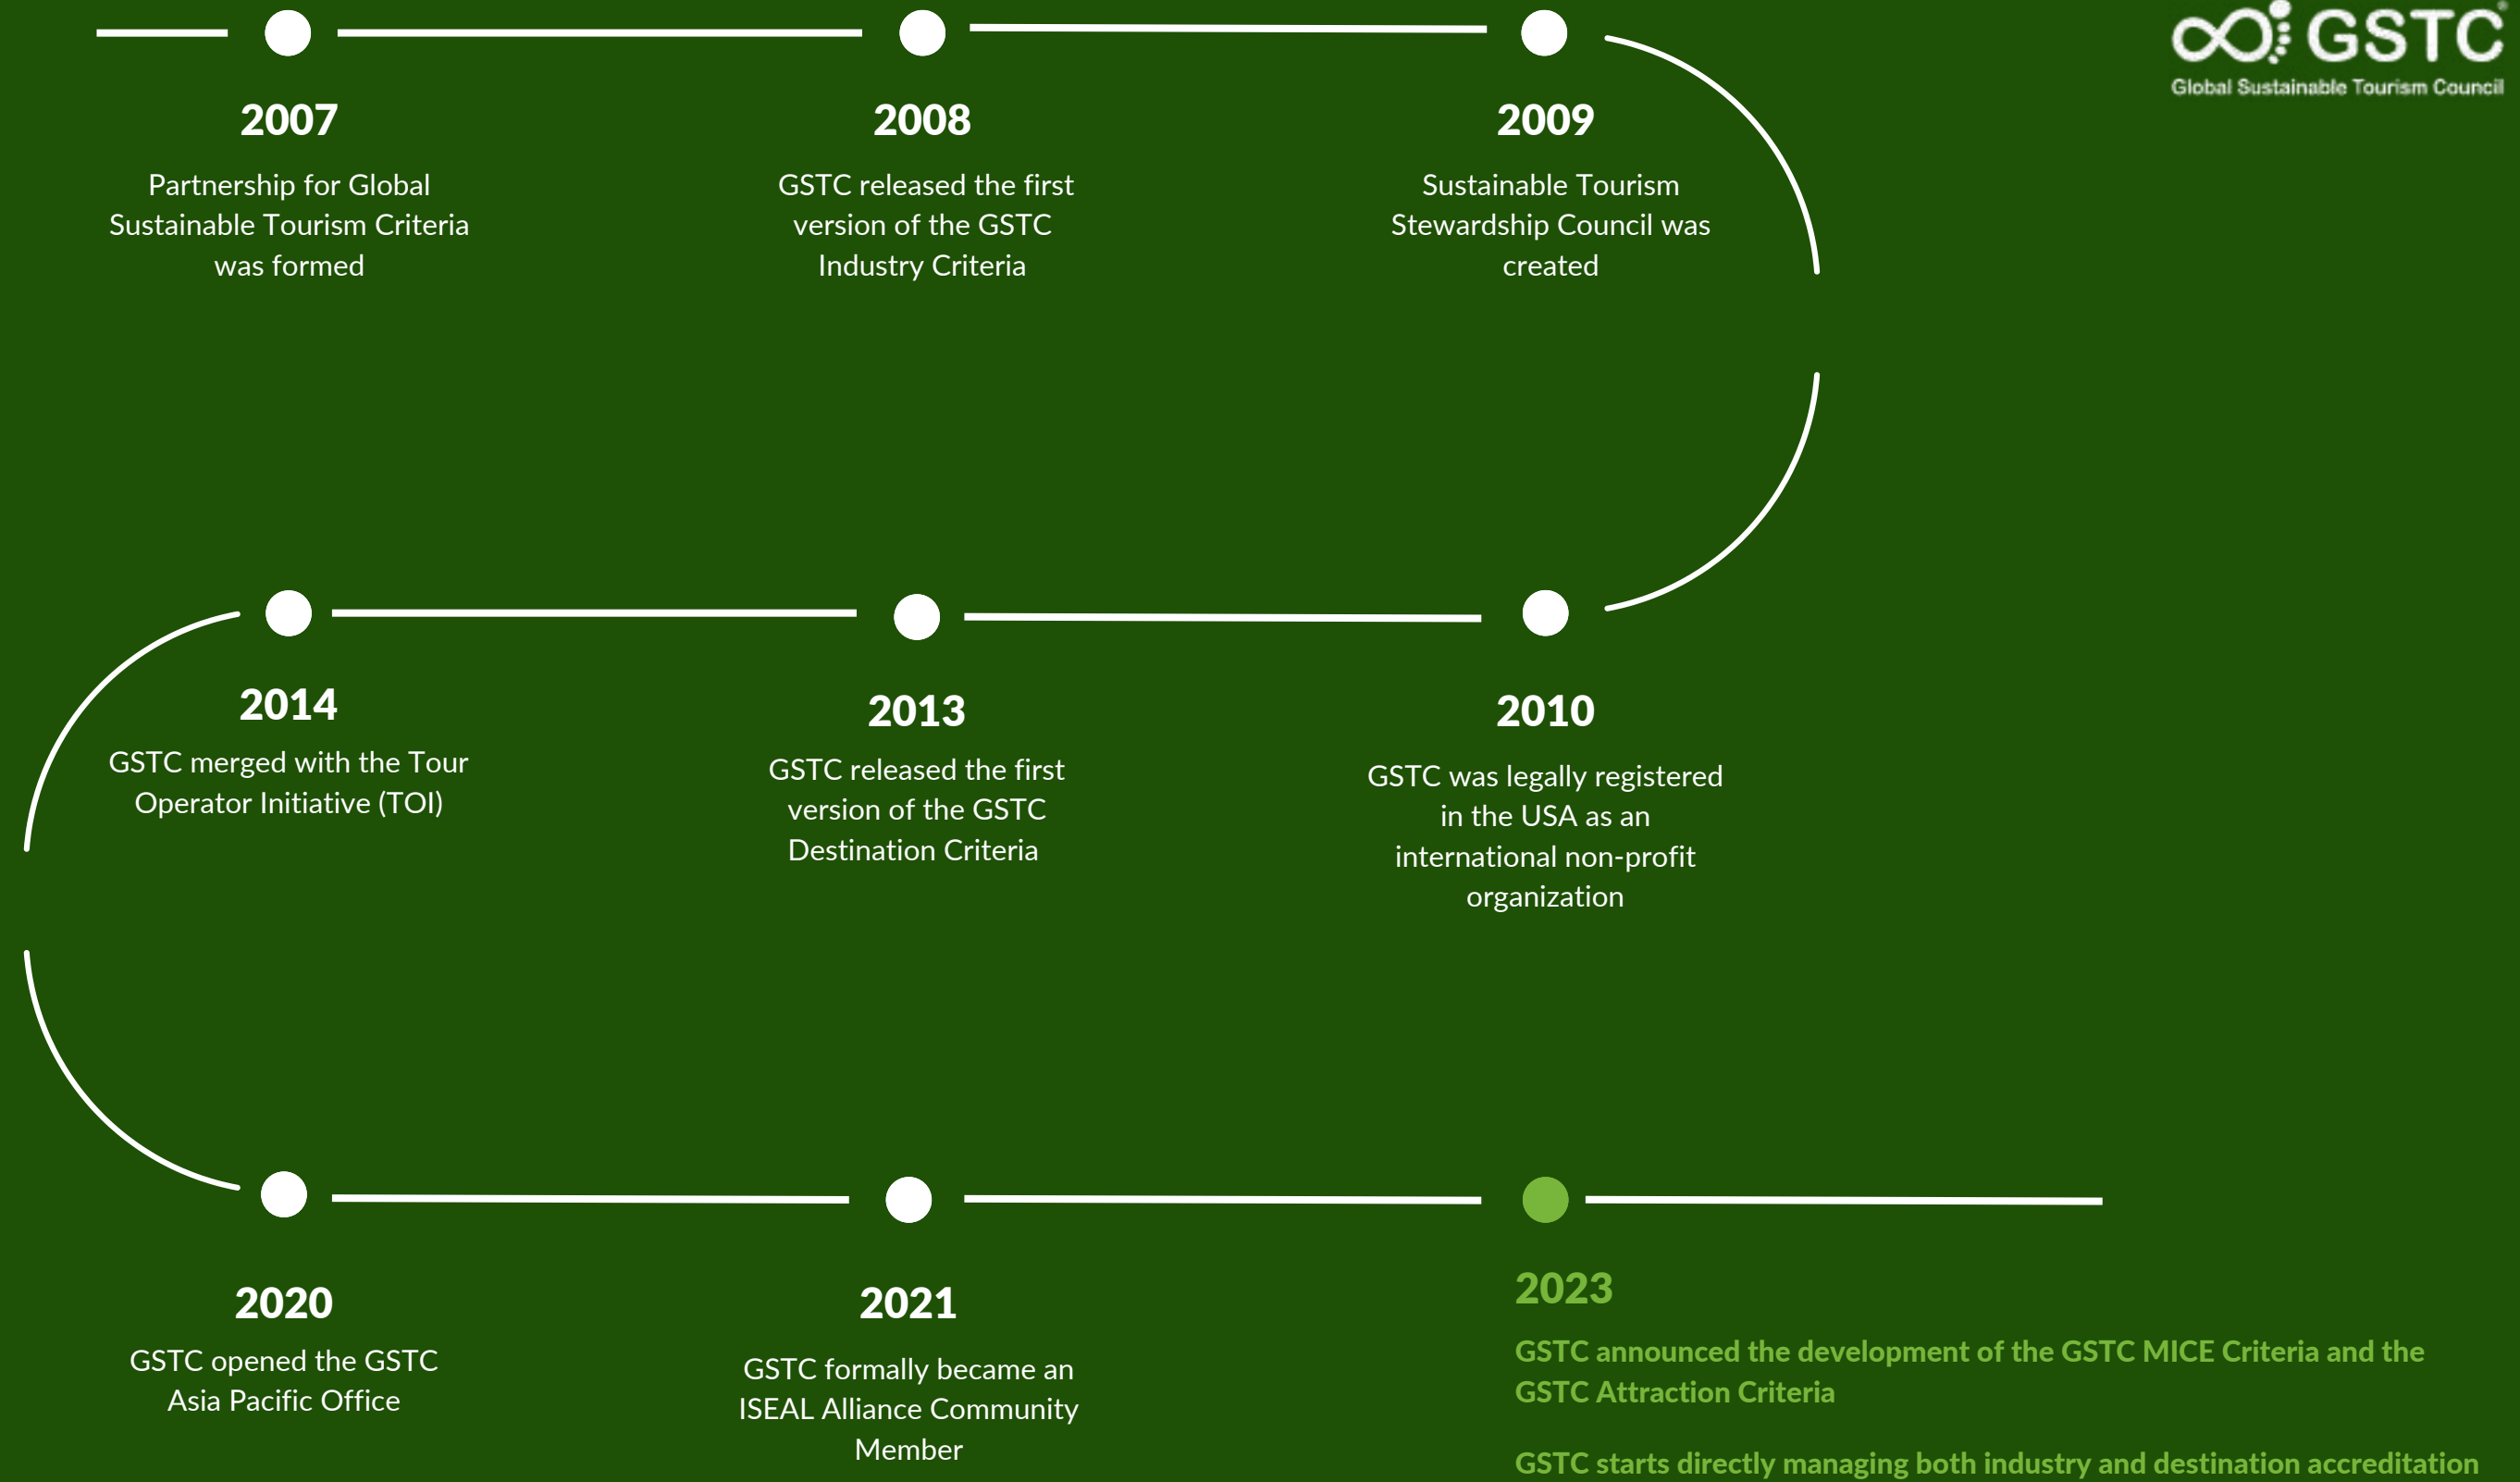 GSTC
Global Sustainable Tourism Council
2007
Partnership for Global
Sustainable Tourism Criteria
was formed
2008
GSTC released the first
version of the GSTC
Industry Criteria
2009
Sustainable Tourism
Stewardship Council was
created
2010
GSTC was legally registered
in the USA as an
international non-profit
organization
2013
GSTC released the first
version of the GSTC
Destination Criteria
2014
GSTC merged with the Tour
Operator Initiative (TOI)
2020
GSTC opened the GSTC
Asia Pacific Office
2021
GSTC formally became an
ISEAL Alliance Community
Member
2023
GSTC announced the development of the GSTC MICE Criteria and the
GSTC Attraction Criteria
GSTC starts directly managing both industry and destination accreditation